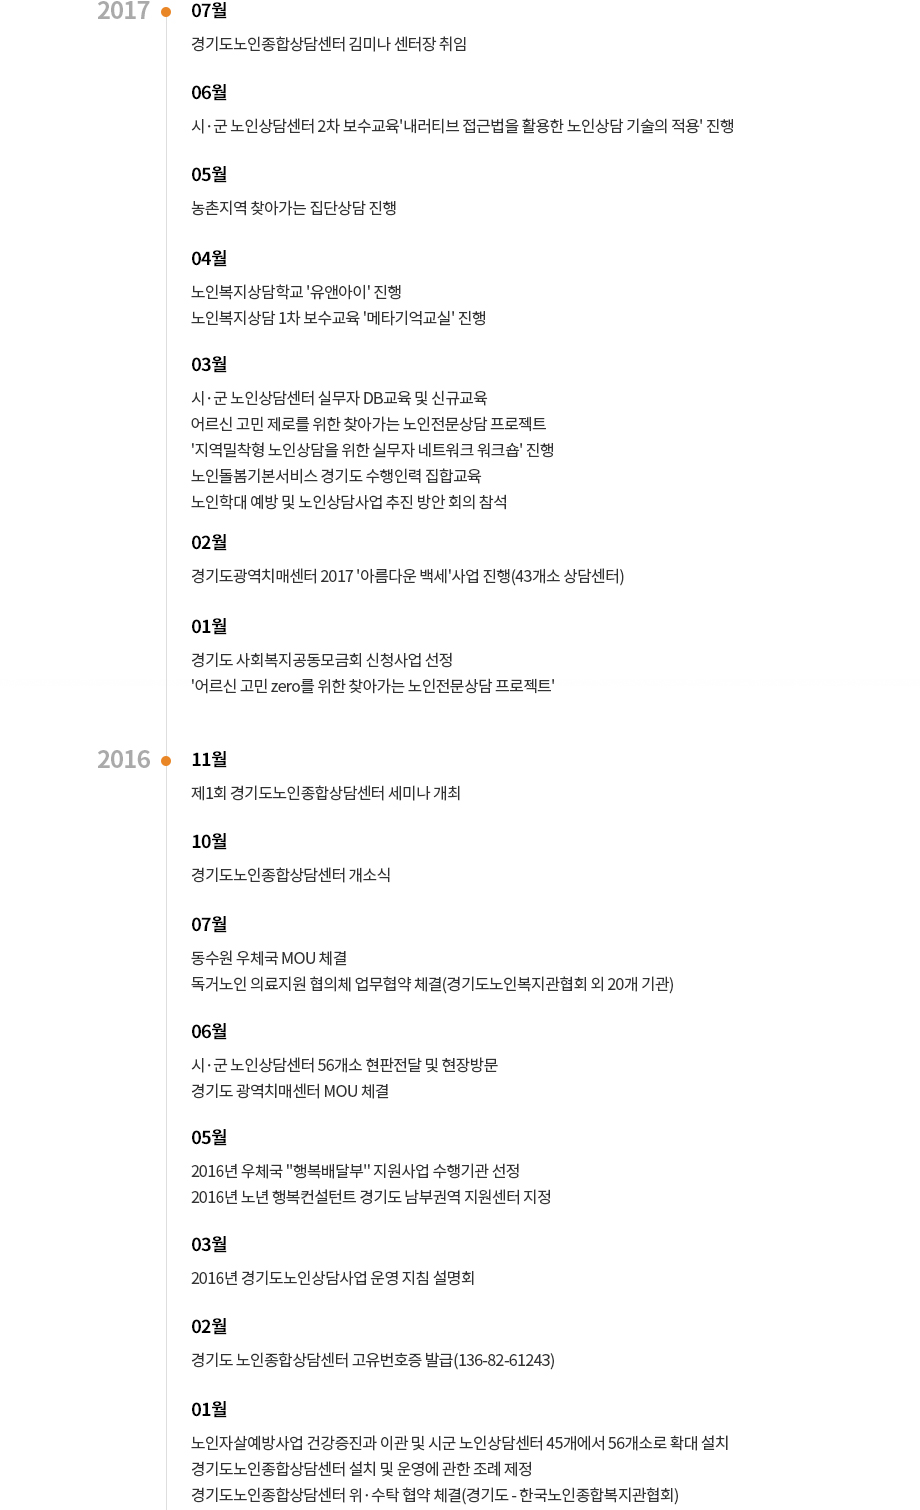 2017
07월
경기도노인종합상담센터 김미나 센터장 취임
06월
시·군 노인상담센터 2차 보수교육'내러티브 접근법을 활용한 노인상담 기술의 적용' 진행
05월
농촌지역 찾아가는 집단상담 진행
04월
노인복지상담학교 '유앤아이' 진행
노인복지상담 1차 보수교육 '메타기억교실' 진행
03월
시·군 노인상담센터 실무자 DB교육 및 신규교육
어르신 고민 제로를 위한 찾아가는 노인전문상담 프로젝트
'지역밀착형 노인상담을 위한 실무자 네트워크 워크숍' 진행
노인돌봄기본서비스 경기도 수행인력 집합교육
노인학대 예방 및 노인상담사업 추진 방안 회의 참석
02월
경기도광역치매센터 2017 '아름다운 백세'사업 진행(43개소 상담센터)
01월
경기도 사회복지공동모금회 신청사업 선정
'어르신 고민 zero를 위한 찾아가는 노인전문상담 프로젝트'
2016
11월
제1회 경기도노인종합상담센터 세미나 개최
10월
경기도노인종합상담센터 개소식
07월
동수원 우체국 MOU 체결
독거노인 의료지원 협의체 업무협약 체결(경기도노인복지관협회 외 20개 기관)
06월
시·군 노인상담센터 56개소 현판전달 및 현장방문
경기도 광역치매센터 MOU 체결
05월
2016년 우체국 "행복배달부" 지원사업 수행기관 선정
2016년 노년 행복컨설턴트 경기도 남부권역 지원센터 지정
03월
2016년 경기도노인상담사업 운영 지침 설명회
02월
경기도 노인종합상담센터 고유번호증 발급(136-82-61243)
01월
노인자살예방사업 건강증진과 이관 및 시군 노인상담센터 45개에서 56개소로 확대 설치
경기도노인종합상담센터 설치 및 운영에 관한 조례 제정
경기도노인종합상담센터 위·수탁 협약 체결(경기도 - 한국노인종합복지관협회)